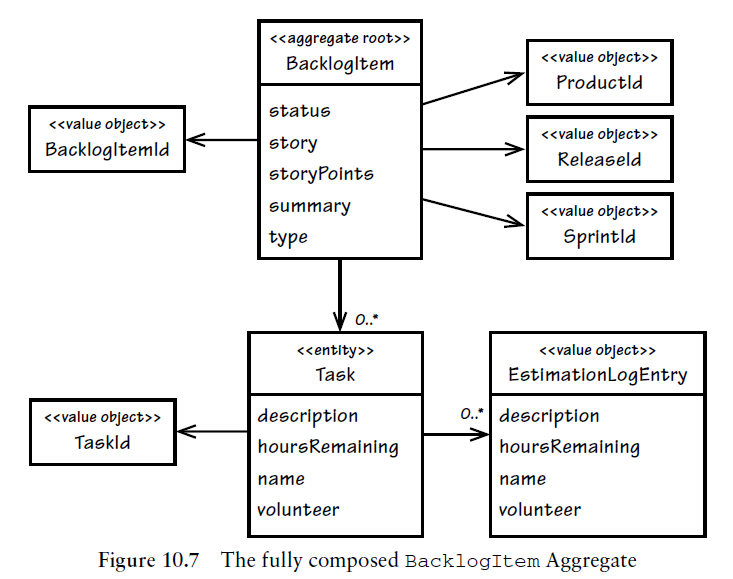 <<aggregate root>>
BacklogItem
status
story
storyPoints
summary
type
<<value object>>
BacklogItemId
<<value object>>
ProductId
<<value object>>
ReleaseId
<<value object>>
SprintId
0..*
<<entity>>
Task
description
hoursRemaining
name
volunteer
<<value object>>
TaskId
0..*
<<value object>>
EstimationLogEntry
description
hoursRemaining
name
volunteer
Figure 10.7 The fully composed BacklogItem Aggregate